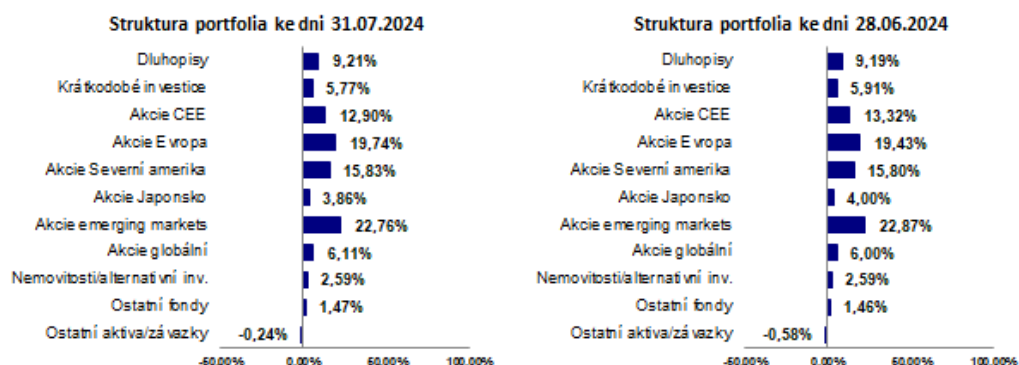 Struktura portfolia ke dni 31.07.2024
Dluhopisy 9,21%
Krátkodobé investice 5,77%
Akcie CEE 12,90%
Akcie Evropa 19,74%
Akcie Severní amerika 15,83%
Akcie Japonsko 3,86%
Akcie emerging markets 22,76%
Akcie globální 6,11%
Nemovitosti/alternativní inv. 2,59%
Ostatní fondy 1,47%
Ostatní aktiva/závazky -0,24%
-50.00% 0.00% 50.00% 100.00%
Struktura portfolia ke dni 28.06.2024
Dluhopisy 9,19%
Krátkodobé investice 5,91%
Akcie CEE 13,32%
Akcie Evropa 19,43%
Akcie Severní amerika 15,80%
Akcie Japonsko 4,00%
Akcie emerging markets 22,87%
Akcie globální 6,00%
Nemovitosti/alternativní inv. 2,59%
Ostatní fondy 1,46%
Ostatní aktiva/závazky -0,58%
-50.00% 0.00% 50.00% 100.00%